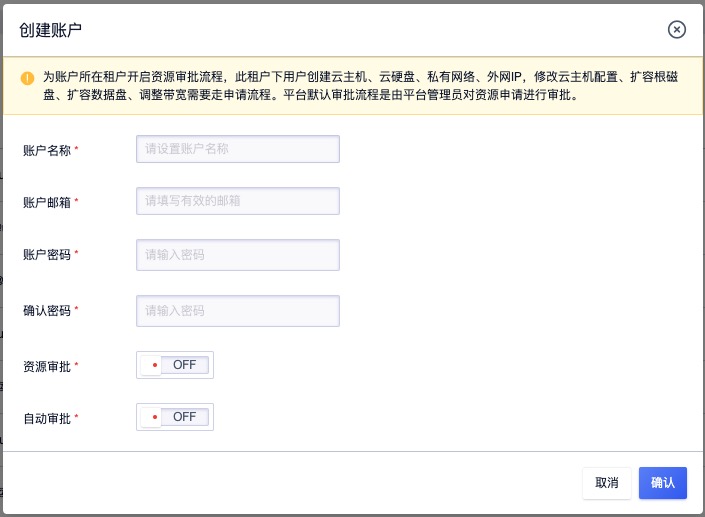 创建账户
为账户所在租户开启资源审批流程，此租户下用户创建云主机、云硬盘、私有网络、外网IP，修改云主机配置、扩容根磁
盘、扩容数据盘、调整带宽需要走申请流程。平台默认审批流程是由平台管理员对资源申请进行审批。
账户名称 * 请设置账户名称
账户邮箱 * 请填写有效的邮箱
账户密码 * 请输入密码
确认密码 * 请输入密码
资源审批 * OFF
自动审批 * OFF
取消 确认